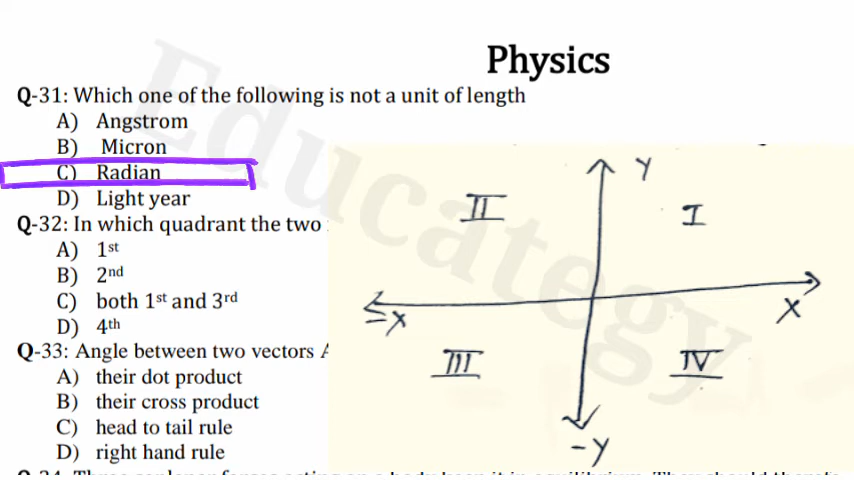 Physics
Q-31: Which one of the following is not a unit of length
A) Angstrom
B) Micron
C) Radian
D) Light year
Q-32: In which quadrant the two
A) 1st
B) 2nd
C) both 1st and 3rd
D) 4th
Q-33: Angle between two vectors A
A) their dot product
B) their cross product
C) head to tail rule
D) right hand rule
Y
II
I
-X
X
III
IV
-Y
Educategy